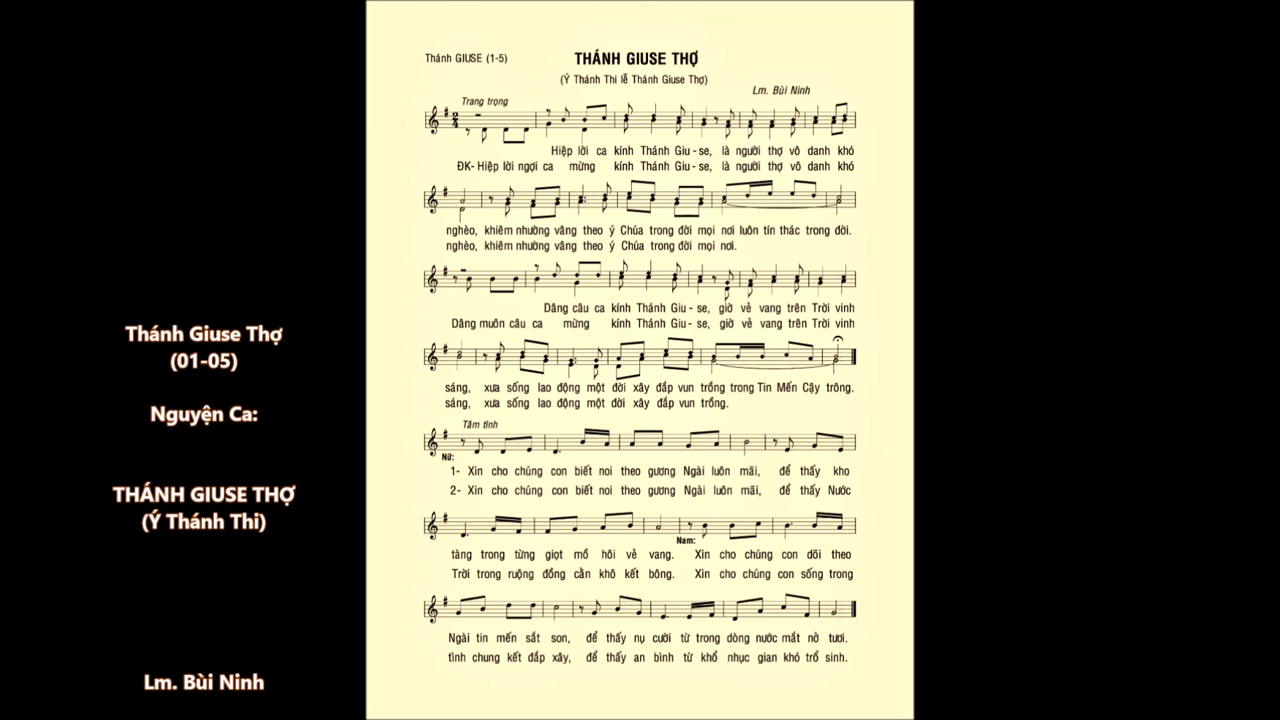 Thánh Giuse Thợ
(01-05)
Nguyện Ca:
THÁNH GIUSE THỢ
(Ý Thánh Thi)
Lm. Bùi Ninh
Thánh GIUSE (1-5)
THÁNH GIUSE THỢ
(Ý Thánh Thi lễ Thánh Giuse Thợ)
Lm. Bùi Ninh
Trang trọng
2
4
Hiệp lời ca kính Thánh Giu - se, là người thợ vô danh khó
ĐK- Hiệp lời ngợi ca mừng kính Thánh Giu - se, là người thợ vô danh khó
nghèo, khiêm nhường vâng theo ý Chúa trong đời mọi nơi luôn tín thác trong đời.
nghèo, khiêm nhường vâng theo ý Chúa trong đời mọi nơi.
Dâng câu ca kính Thánh Giu - se, giờ vẻ vang trên Trời vinh
Dâng muôn câu ca mừng kính Thánh Giu - se, giờ vẻ vang trên Trời vinh
sáng, xưa sống lao động một đời xây đắp vun trồng trong Tin Mến Cậy trông.
sáng, xưa sống lao động một đời xây đắp vun trồng.
Tâm tình
Nữ:
1- Xin cho chúng con biết noi theo gương Ngài luôn mãi, để thấy kho
2- Xin cho chúng con biết noi theo gương Ngài luôn mãi, để thấy Nước
tàng trong từng giọt mồ hôi vẻ vang. Xin cho chúng con dõi theo
Nam:
Trời trong ruộng đồng cằn khô kết bông. Xin cho chúng con sống trong
Ngài tin mến sắt son, để thấy nụ cười từ trong dòng nước mắt nở tươi.
tình chung kết đắp xây, để thấy an bình từ khổ nhục gian khó trổ sinh.